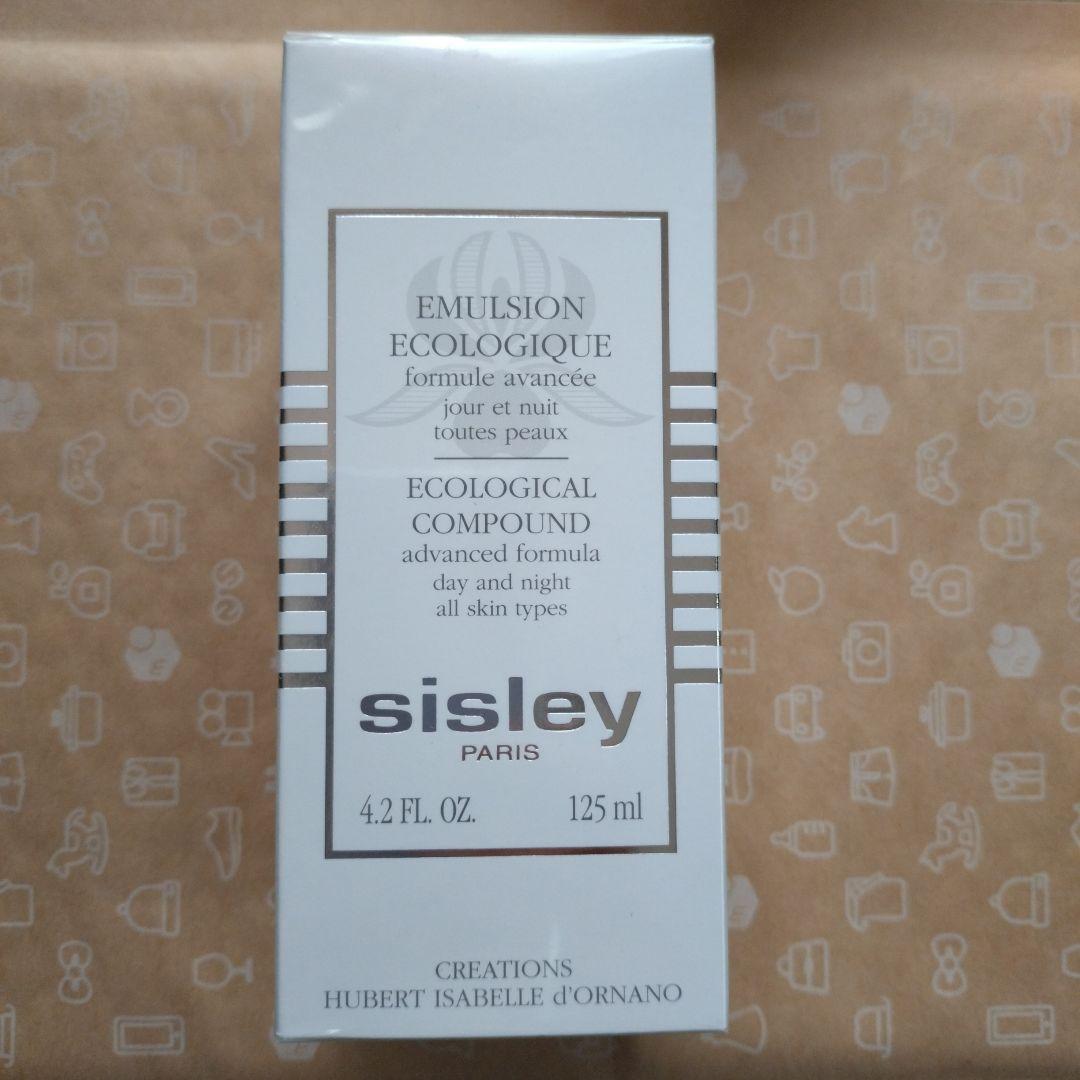 EMULSION
ECOLOGIQUE
formule avancée
jour et nuit
toutes peaux
ECOLOGICAL
COMPOUND
advanced formula
day and night
all skin types
sisley
PARIS
4.2 FL. OZ. 125 ml
CREATIONS
HUBERT ISABELLE d'ORNANO